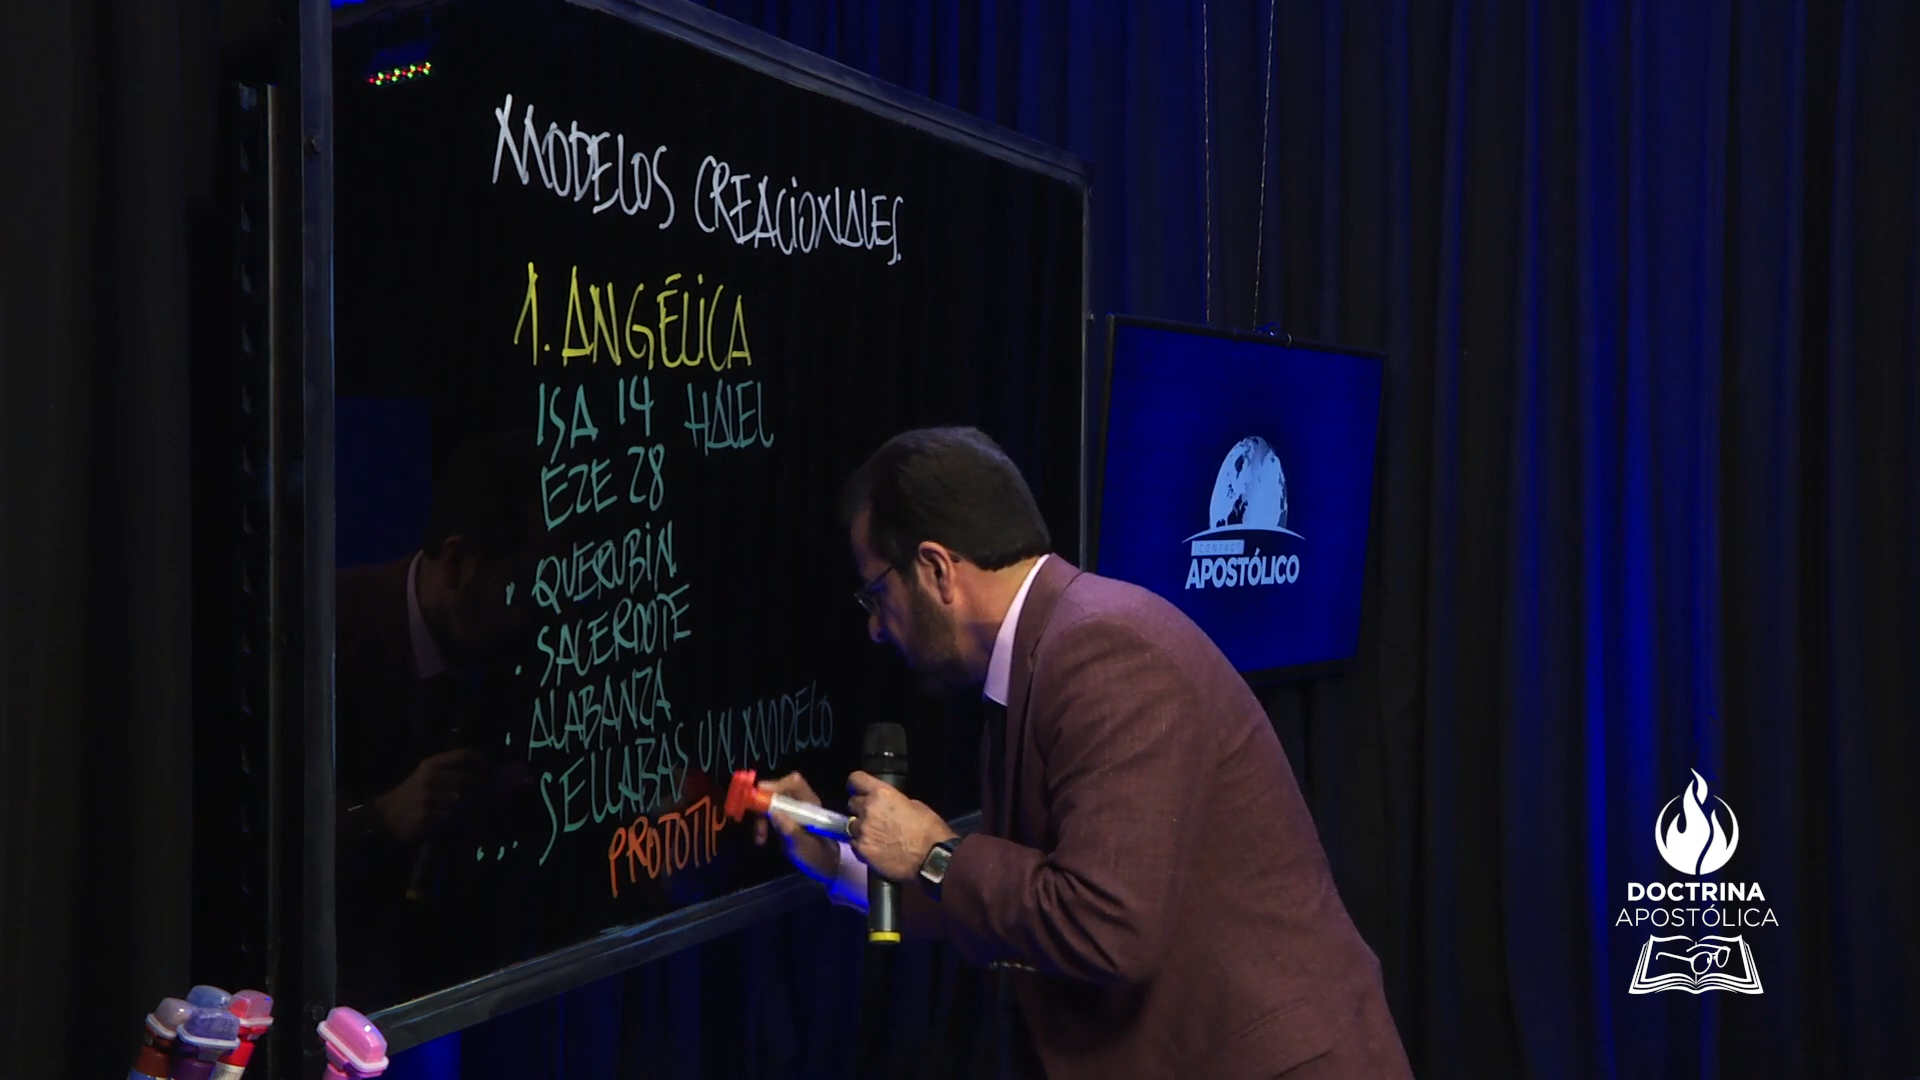 MODELOS CREACIONALES.
1. ANGÉLICA
ISA 14 HALEL
EZE 28
• QUERUBIN
• SACERDOTE
• ALABANZA
... SELLABAS UN MODELO
PROTOTIP
CONTACT
APOSTÓLICO
DOCTRINA
APOSTÓLICA